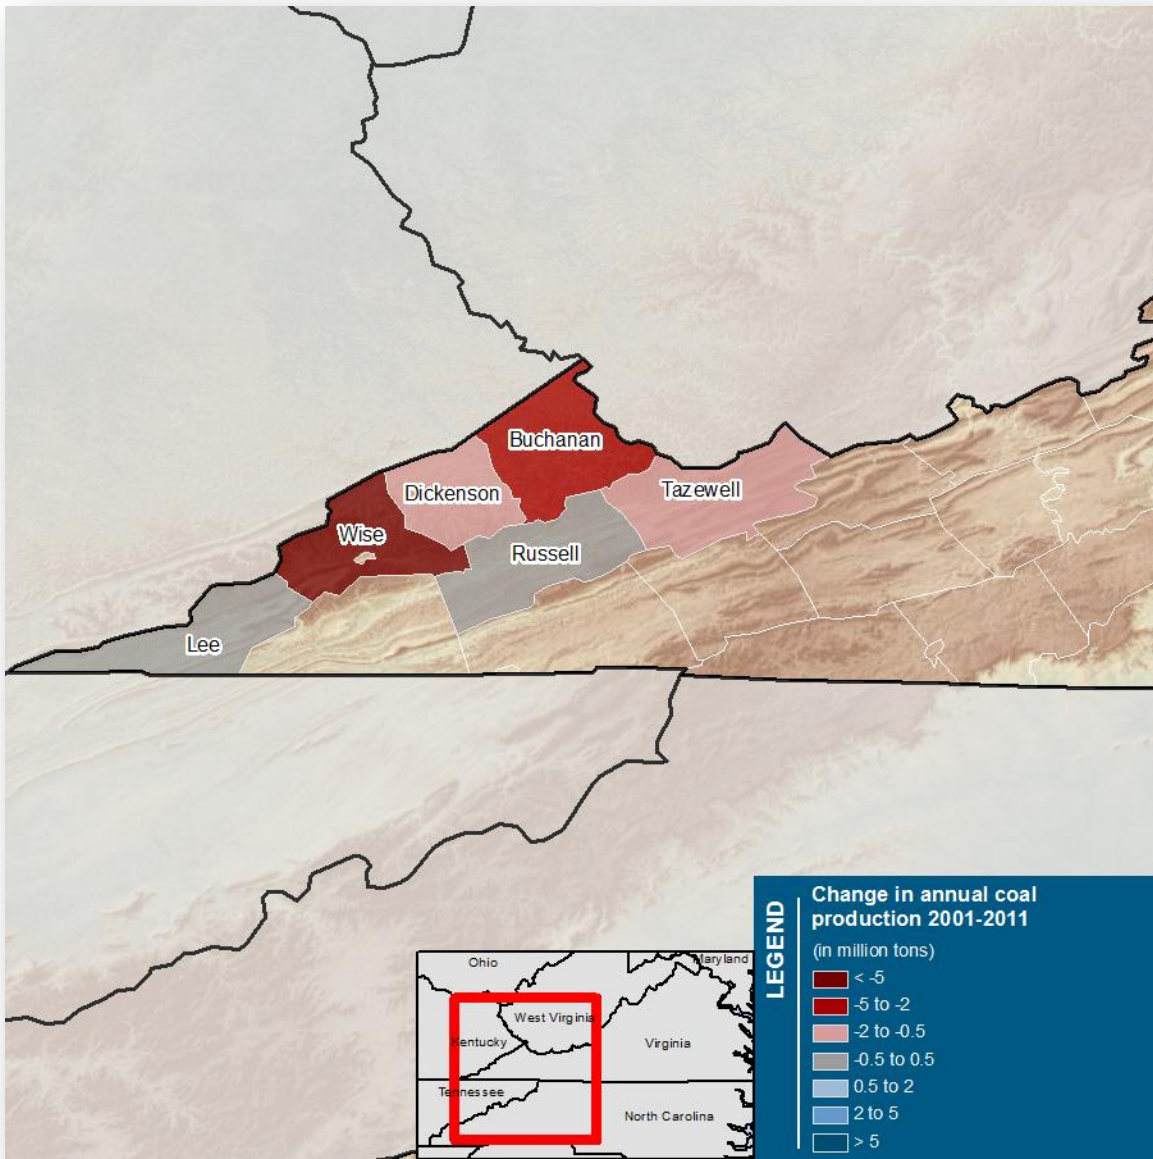 Buchanan
Dickenson
Tazewell
Wise
Russell
Lee
LEGEND
Change in annual coal
production 2001-2011
(in million tons)
< -5
-5 to -2
-2 to -0.5
-0.5 to 0.5
0.5 to 2
2 to 5
> 5
Ohio
Maryland
West Virginia
Kentucky
Virginia
Tennessee
North Carolina